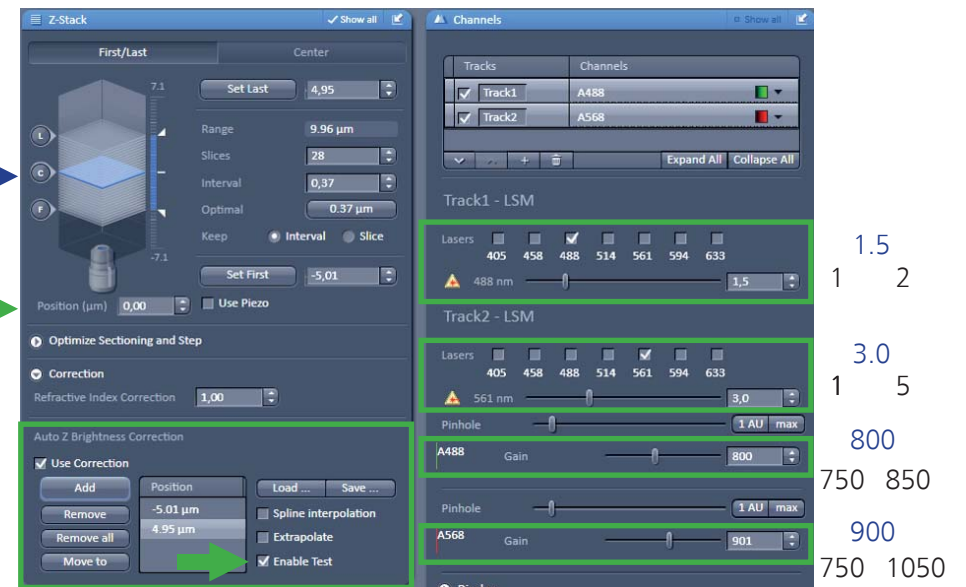 Z-Stack
Show all
First/Last
Center
7.1
-7.1
L
C
F
Set Last
4,95
Range
9.96 µm
Slices
28
Interval
0,37
Optimal
0.37 µm
Keep
Interval
Slice
Set First
-5,01
Position (µm)
0,00
Use Piezo
Optimize Sectioning and Step
Correction
Refractive Index Correction
1,00
Auto Z Brightness Correction
Use Correction
Add
Remove
Remove all
Move to
Position
-5.01 µm
4.95 µm
Load ...
Save ...
Spline interpolation
Extrapolate
Enable Test
Channels
Show all
Tracks
Channels
Track1
A488
Track2
A568
Expand All
Collapse All
Track1 - LSM
Lasers
405 458 488 514 561 594 633
488 nm
1,5
1.5
1 2
Track2 - LSM
Lasers
405 458 488 514 561 594 633
561 nm
3,0
3.0
1 5
Pinhole
1 AU
max
A488
Gain
800
800
750 850
Pinhole
1 AU
max
A568
Gain
901
900
750 1050